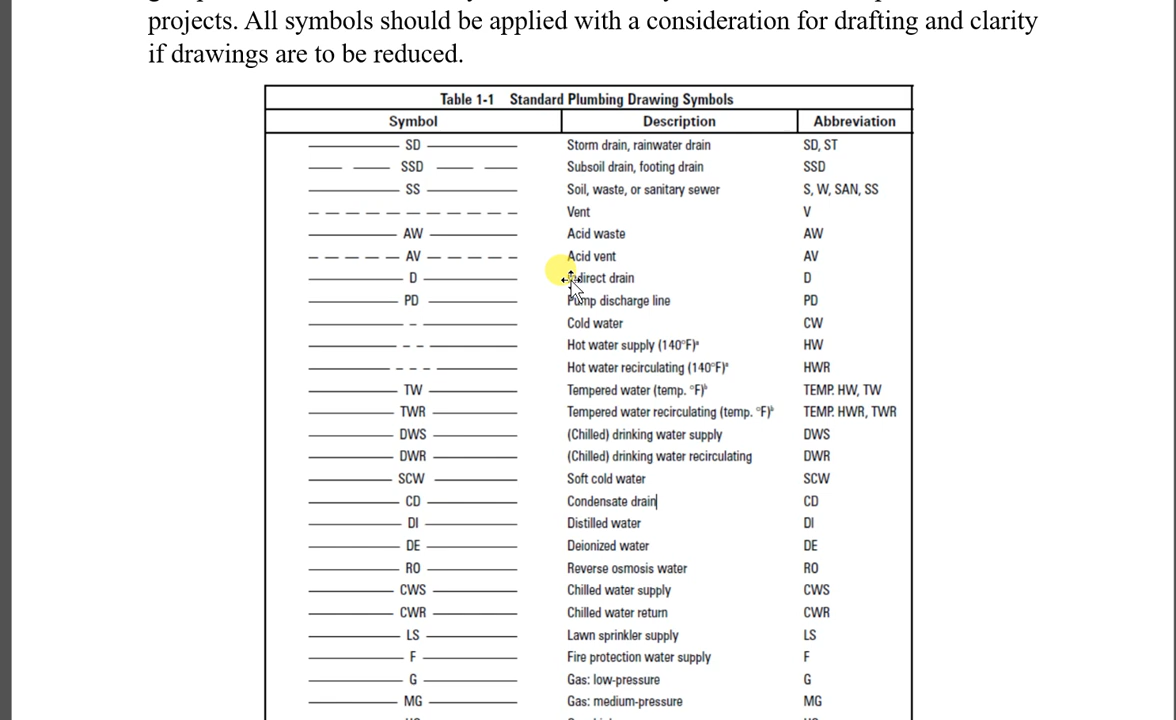 projects. All symbols should be applied with a consideration for drafting and clarity
if drawings are to be reduced.
Table 1-1 Standard Plumbing Drawing Symbols
Symbol Description Abbreviation
SD Storm drain, rainwater drain SD, ST
SSD Subsoil drain, footing drain SSD
SS Soil, waste, or sanitary sewer S, W, SAN, SS
Vent V
AW Acid waste AW
AV Acid vent AV
D Indirect drain D
PD Pump discharge line PD
Cold water CW
Hot water supply (140°F)ᵃ HW
Hot water recirculating (140°F)ᵃ HWR
TW Tempered water (temp. °F)ᵇ TEMP. HW, TW
TWR Tempered water recirculating (temp. °F)ᵇ TEMP. HWR, TWR
DWS (Chilled) drinking water supply DWS
DWR (Chilled) drinking water recirculating DWR
SCW Soft cold water SCW
CD Condensate drain CD
DI Distilled water DI
DE Deionized water DE
RO Reverse osmosis water RO
CWS Chilled water supply CWS
CWR Chilled water return CWR
LS Lawn sprinkler supply LS
F Fire protection water supply F
G Gas: low-pressure G
MG Gas: medium-pressure MG